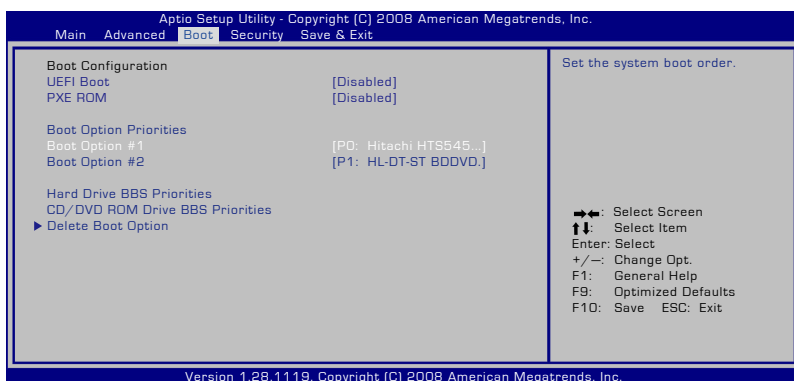 Aptio Setup Utility - Copyright (C) 2008 American Megatrends, Inc.
Main Advanced Boot Security Save & Exit
Boot Configuration
UEFI Boot [Disabled]
PXE ROM [Disabled]
Boot Option Priorities
Boot Option #1 [P0: Hitachi HTS545...]
Boot Option #2 [P1: HL-DT-ST BDDVD.]
Hard Drive BBS Priorities
CD/DVD ROM Drive BBS Priorities
Delete Boot Option
Set the system boot order.
→←: Select Screen
↑↓: Select Item
Enter: Select
+/—: Change Opt.
F1: General Help
F9: Optimized Defaults
F10: Save ESC: Exit
Version 1.28.1119. Copyright (C) 2008 American Megatrends, Inc.